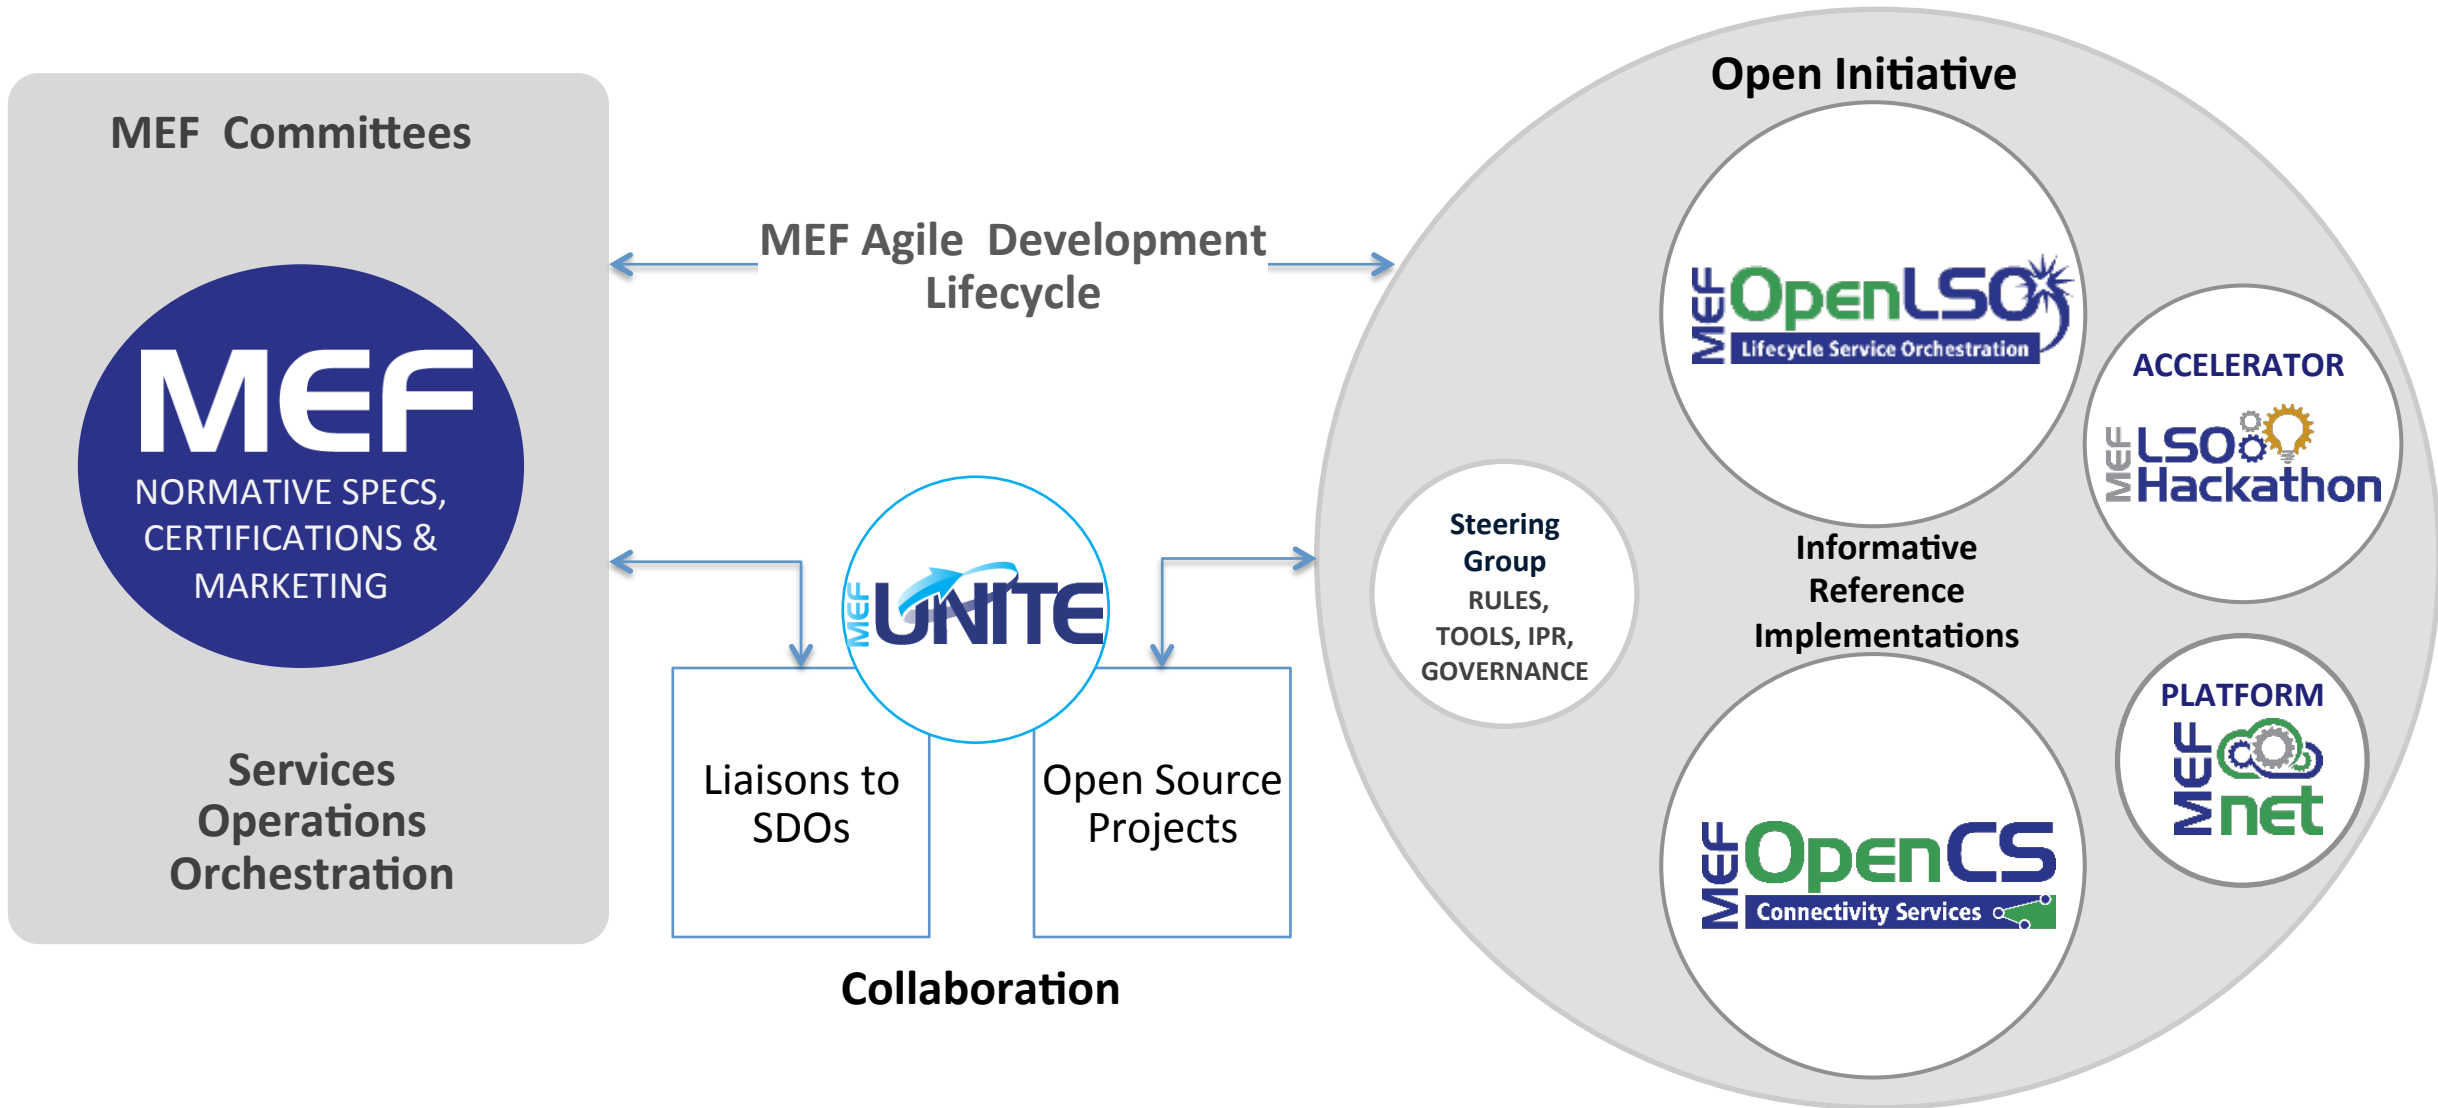 MEF Committees
MEF
NORMATIVE SPECS,
CERTIFICATIONS &
MARKETING
Services
Operations
Orchestration
MEF Agile Development
Lifecycle
MEF UNITE
Liaisons to
SDOs
Open Source
Projects
Collaboration
Open Initiative
MEF OpenLSO
Lifecycle Service Orchestration
ACCELERATOR
MEF LSO
Hackathon
Steering
Group
RULES,
TOOLS, IPR,
GOVERNANCE
Informative
Reference
Implementations
PLATFORM
MEF net
MEF OpenCS
Connectivity Services